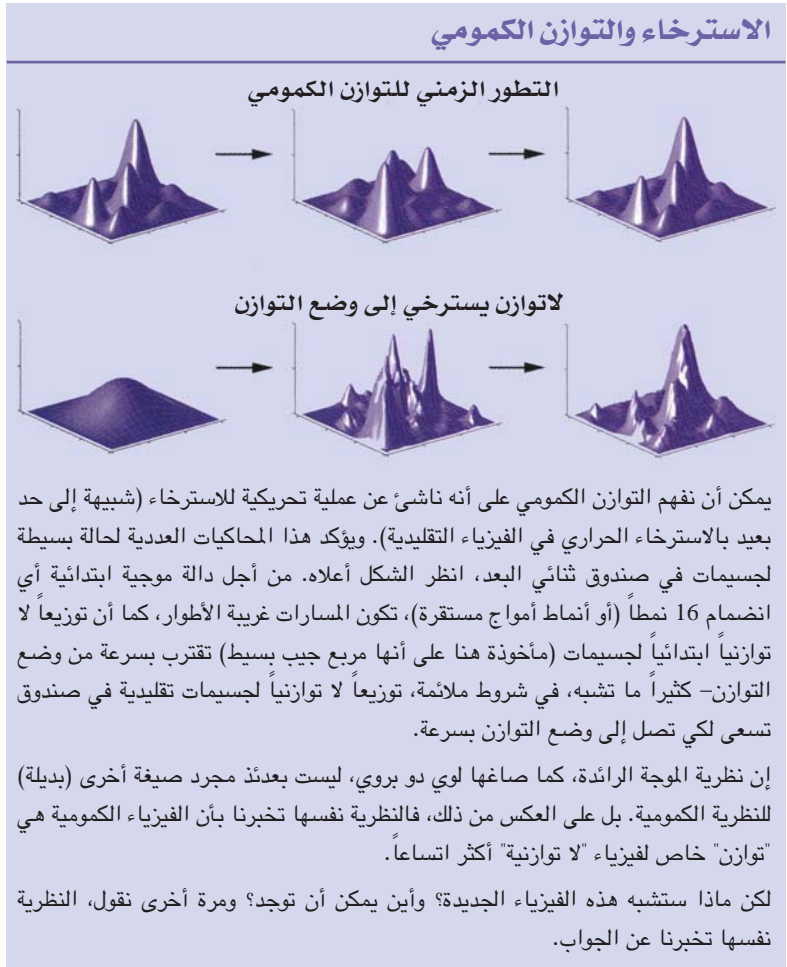 الاسترخاء والتوازن الكمومي
التطور الزمني للتوازن الكمومي
لاتوازن يسترخي إلى وضع التوازن
يمكن أن نفهم التوازن الكمومي على أنه ناشئ عن عملية تحريكية للاسترخاء (شبيهة إلى حد
بعيد بالاسترخاء الحراري في الفيزياء التقليدية). ويؤكد هذا المحاكيات العددية لحالة بسيطة
لجسيمات في صندوق ثنائي البعد، انظر الشكل أعلاه. من أجل دالة موجية ابتدائية أي
انضمام 16 نمطاً (أو أنماط أمواج مستقرة)، تكون المسارات غريبة الأطوار، كما أن توزيعاً لا
توازنياً ابتدائياً لجسيمات (مأخوذة هنا على أنها مربع جيب بسيط) تقترب بسرعة من وضع
التوازن– كثيراً ما تشبه، في شروط ملائمة، توزيعاً لا توازنياً لجسيمات تقليدية في صندوق
تسعى لكي تصل إلى وضع التوازن بسرعة.
إن نظرية الموجة الرائدة، كما صاغها لوي دو بروي، ليست بعدئذ مجرد صيغة أخرى (بديلة)
للنظرية الكمومية. بل على العكس من ذلك، فالنظرية نفسها تخبرنا بأن الفيزياء الكمومية هي
"توازن" خاص لفيزياء "لا توازنية" أكثر اتساعاً.
لكن ماذا ستشبه هذه الفيزياء الجديدة؟ وأين يمكن أن توجد؟ ومرة أخرى نقول، النظرية
نفسها تخبرنا عن الجواب.